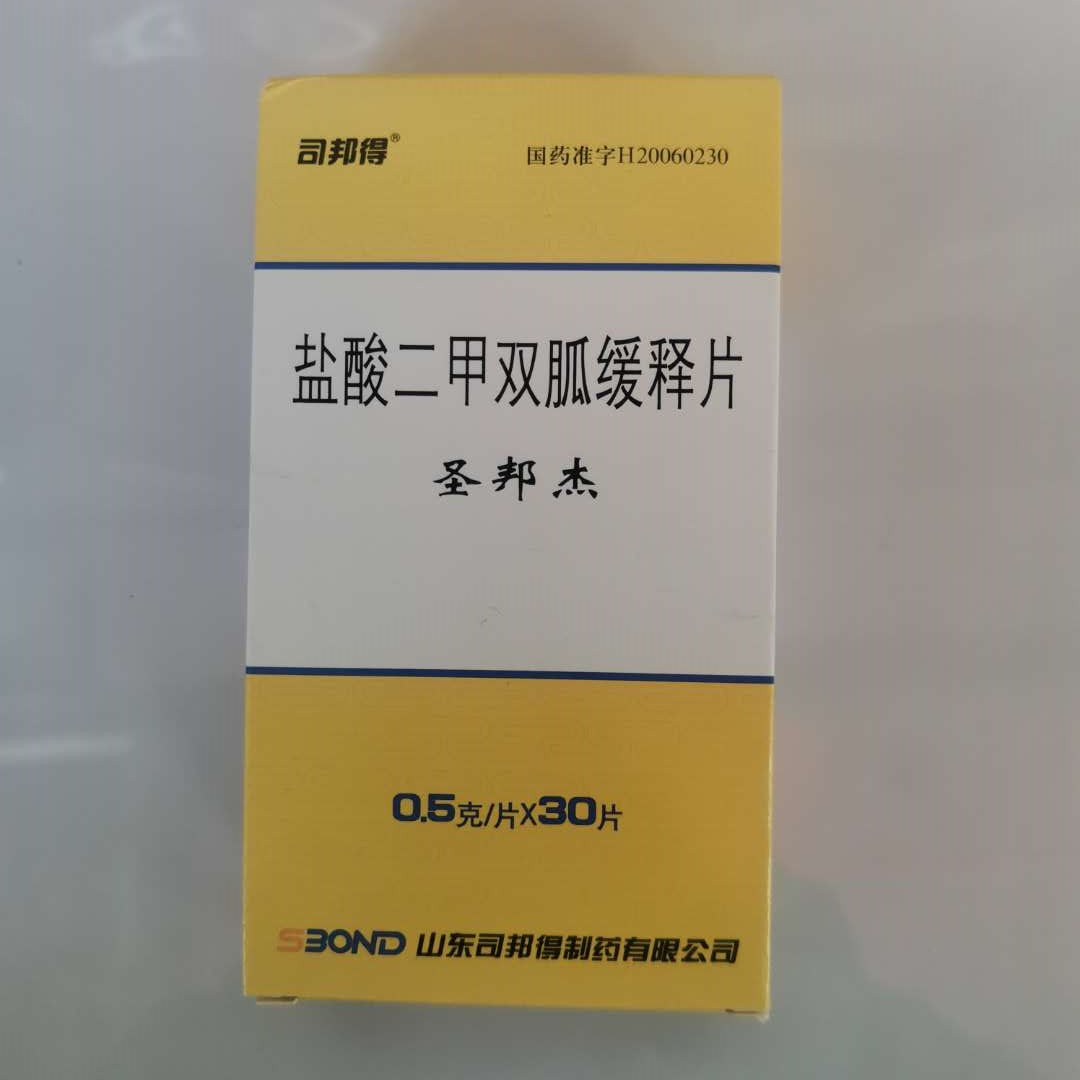 司邦得®
国药准字H20060230
盐酸二甲双胍缓释片
圣邦杰
0.5克/片X30片
SBOND 山东司邦得制药有限公司